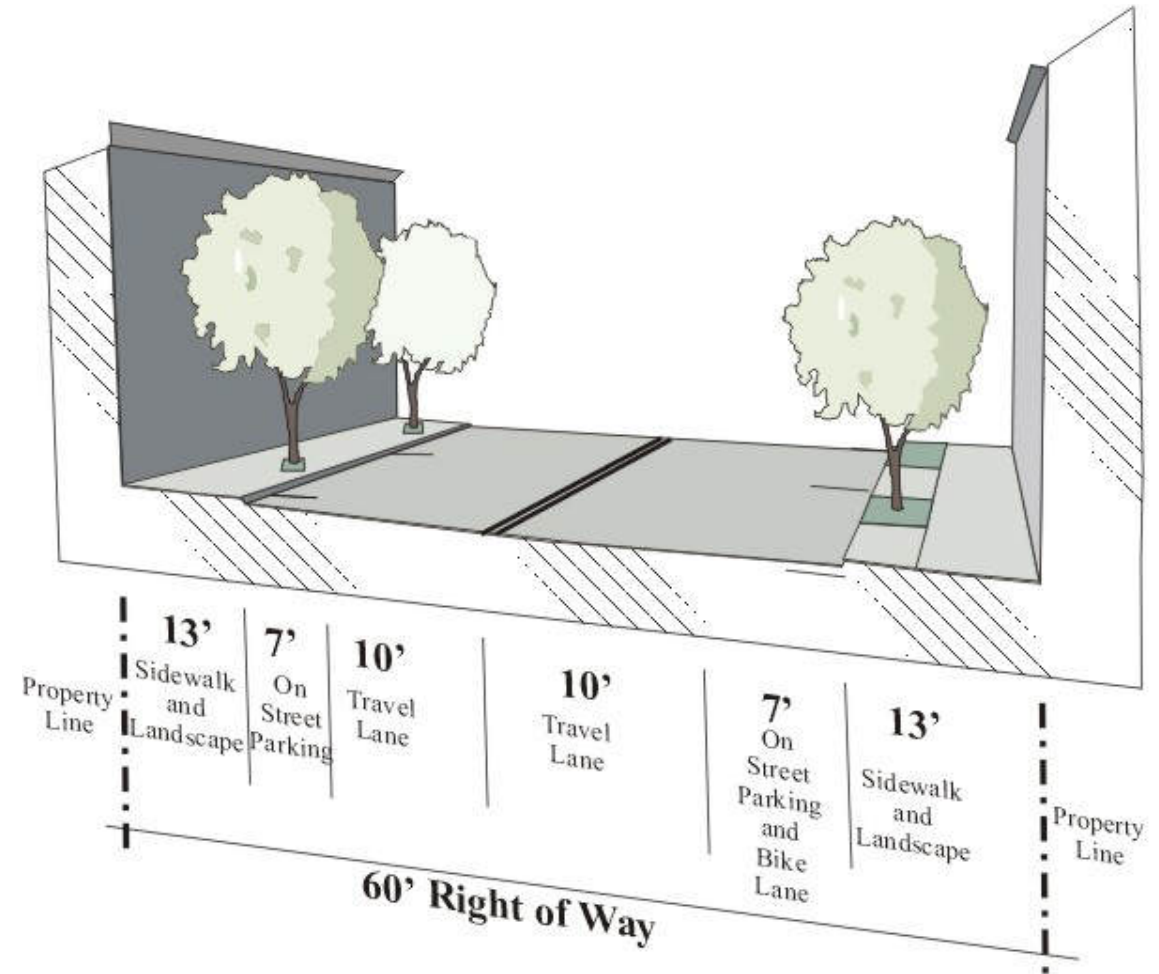 Property
Line
13’
Sidewalk
and
Landscape
7’
On
Street
Parking
10’
Travel
Lane
10’
Travel
Lane
7’
On
Street
Parking
and
Bike
Lane
13’
Sidewalk
and
Landscape
Property
Line
60’ Right of Way